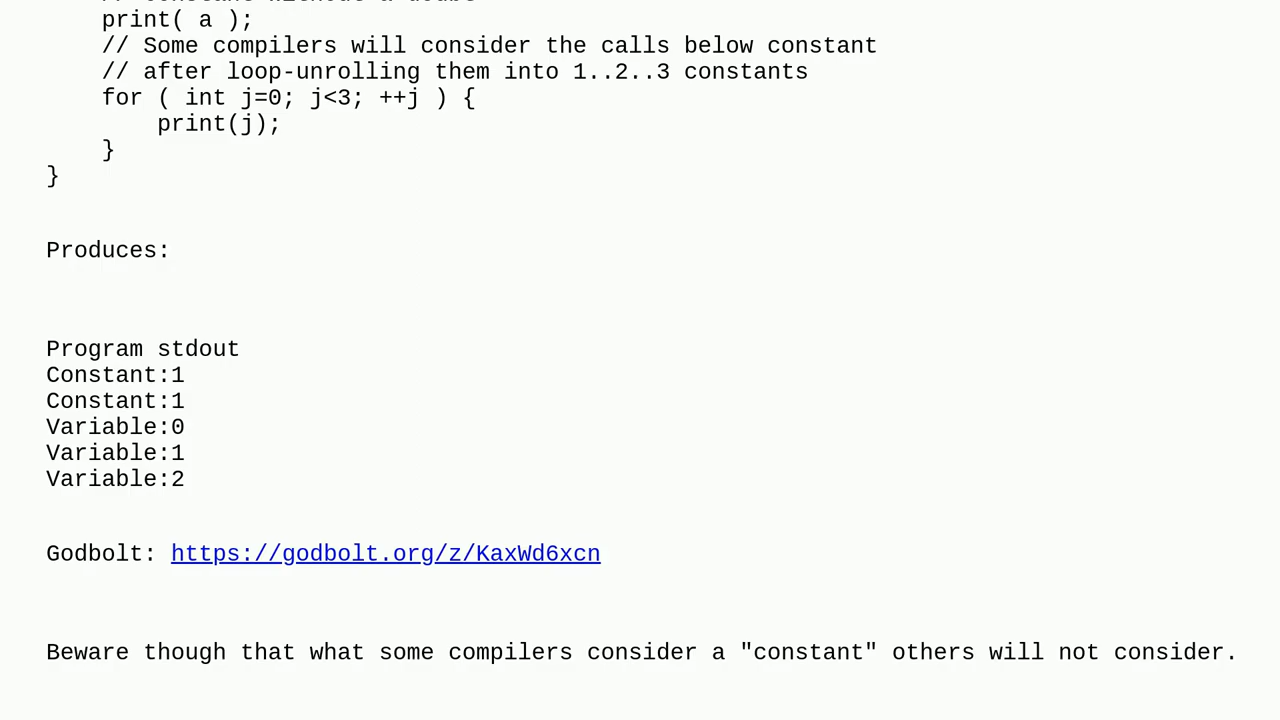 print( a );
// Some compilers will consider the calls below constant
// after loop-unrolling them into 1..2..3 constants
for ( int j=0; j<3; ++j ) {
print(j);
}
}
Produces:
Program stdout
Constant:1
Constant:1
Variable:0
Variable:1
Variable:2
Godbolt: https://godbolt.org/z/KaxWd6xcn
Beware though that what some compilers consider a "constant" others will not consider.